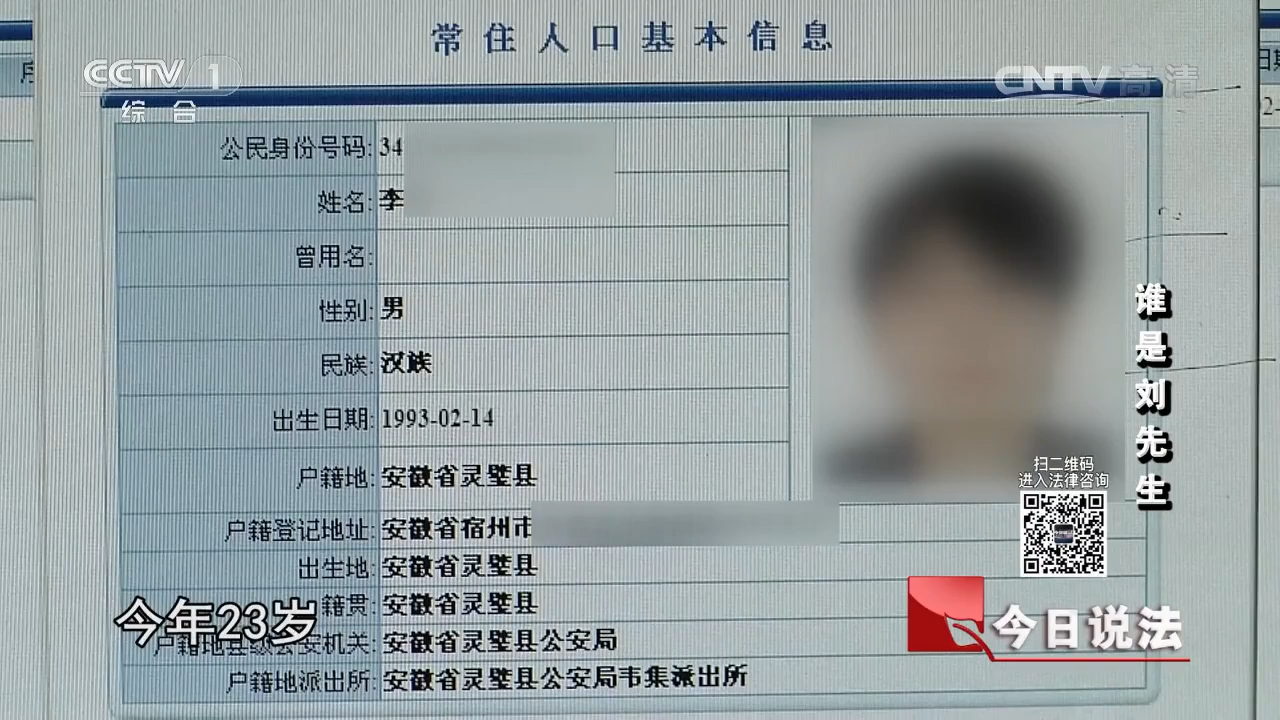 常住人口基本信息
CCTV 1
综合
CNTV高清
公民身份号码: 34
姓名: 李
曾用名:
性别: 男
民族: 汉族
出生日期: 1993-02-14
户籍地: 安徽省灵璧县
户籍登记地址: 安徽省宿州市
出生地: 安徽省灵璧县
籍贯: 安徽省灵璧县
户籍地县级公安机关: 安徽省灵璧县公安局
户籍地派出所: 安徽省灵璧县公安局韦集派出所
谁是刘先生
扫二维码
进入法律咨询
今年23岁
今日说法